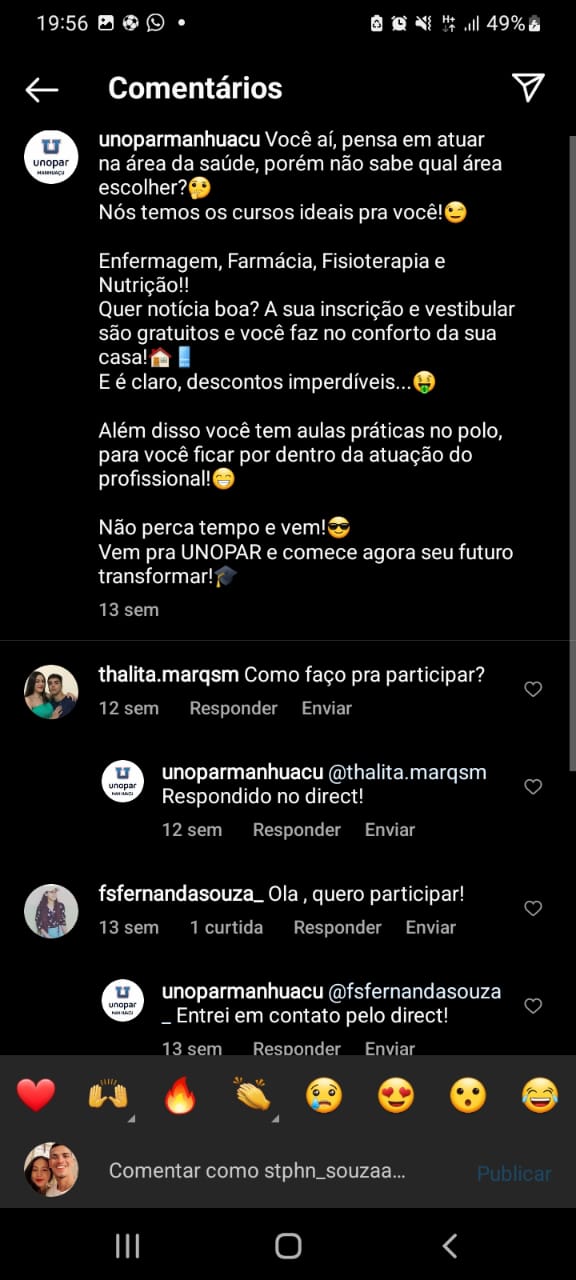 19:56
49%
Comentários
unoparmanhuacu Você aí, pensa em atuar
na área da saúde, porém não sabe qual área
escolher?🤔
Nós temos os cursos ideais pra você!😉
Enfermagem, Farmácia, Fisioterapia e
Nutrição!!
Quer notícia boa? A sua inscrição e vestibular
são gratuitos e você faz no conforto da sua
casa!🏠🚪
E é claro, descontos imperdíveis...🤑
Além disso você tem aulas práticas no polo,
para você ficar por dentro da atuação do
profissional!😁
Não perca tempo e vem!😎
Vem pra UNOPAR e comece agora seu futuro
transformar!🎓
13 sem
unopar
MANHUAÇU
thalita.marqsm Como faço pra participar?
12 sem Responder Enviar
unopar
MANHUAÇU
unoparmanhuacu @thalita.marqsm
Respondido no direct!
12 sem Responder Enviar
fsfernandasouza_ Ola , quero participar!
13 sem 1 curtida Responder Enviar
unopar
MANHUAÇU
unoparmanhuacu @fsfernandasouza
_ Entrei em contato pelo direct!
13 sem Responder Enviar
❤️ 🙌 🔥 👏 😢 😍 😮 😂
Comentar como stphn_souzaa...
Publicar